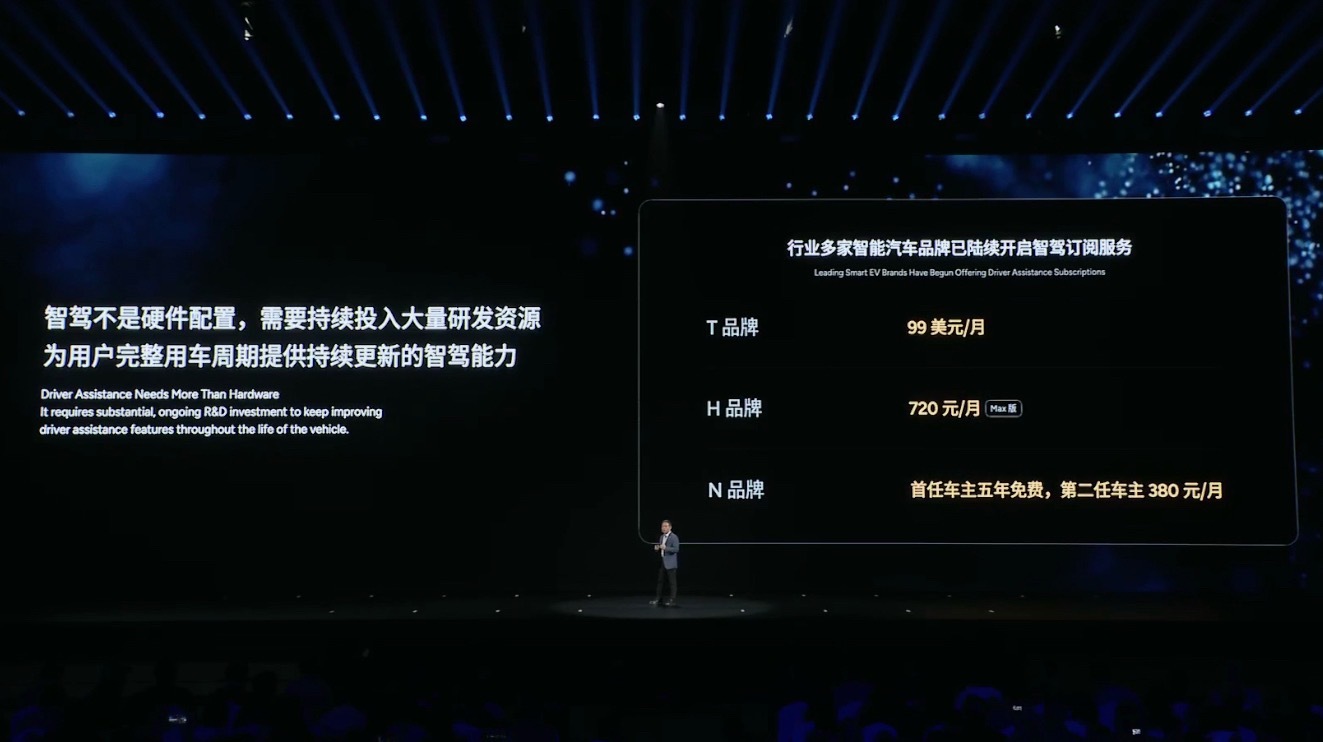 智驾不是硬件配置，需要持续投入大量研发资源
为用户完整用车周期提供持续更新的智驾能力
Driver Assistance Needs More Than Hardware
It requires substantial, ongoing R&D investment to keep improving
driver assistance features throughout the life of the vehicle.
行业多家智能汽车品牌已陆续开启智驾订阅服务
Leading Smart EV Brands Have Begun Offering Driver Assistance Subscriptions
T 品牌 99 美元/月
H 品牌 720 元/月 Max 版
N 品牌 首任车主五年免费，第二任车主 380 元/月